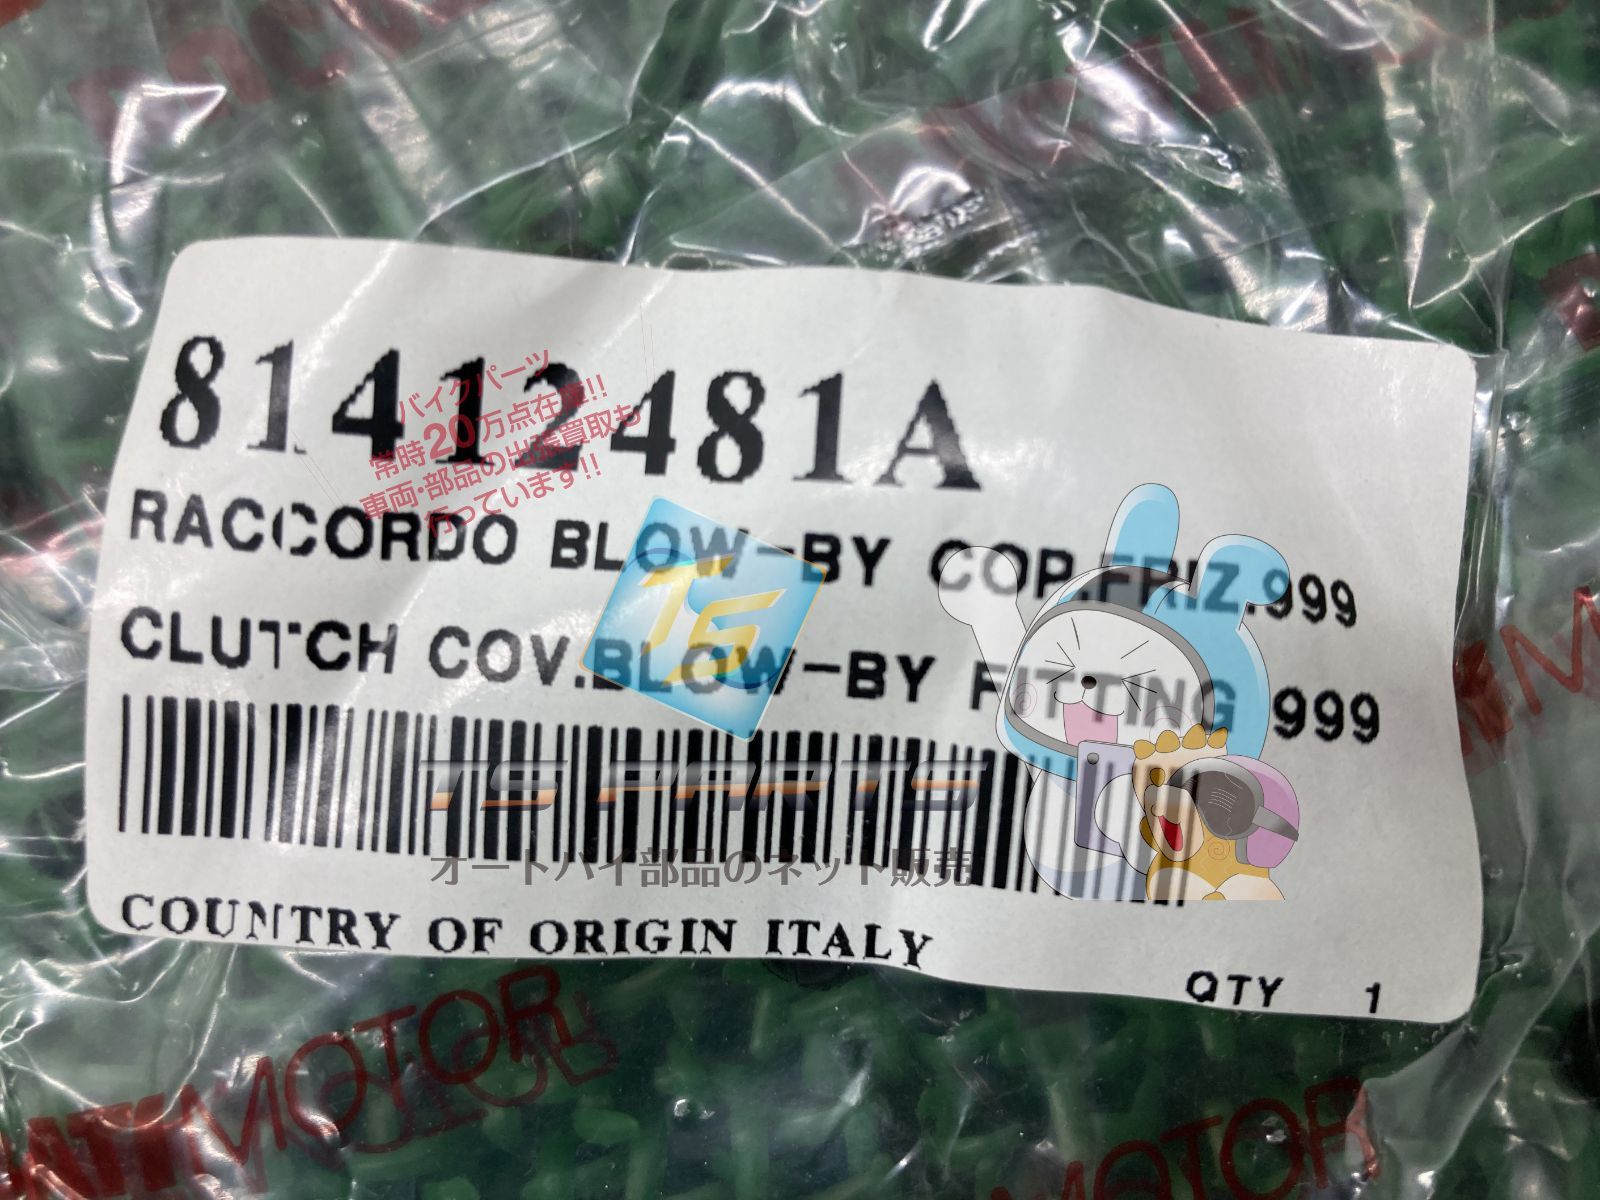 81412481A
バイクパーツ
常時20万点在庫!!
車両・部品の出張買取も
行っています!!
RACCORDO BLOW-BY COP.FRIZ.999
TS
CLUTCH COV.BLOW-BY FITTING 999
TS PARTS
オートバイ部品のネット販売
COUNTRY OF ORIGIN ITALY
QTY 1
MOTOR
MOTOR